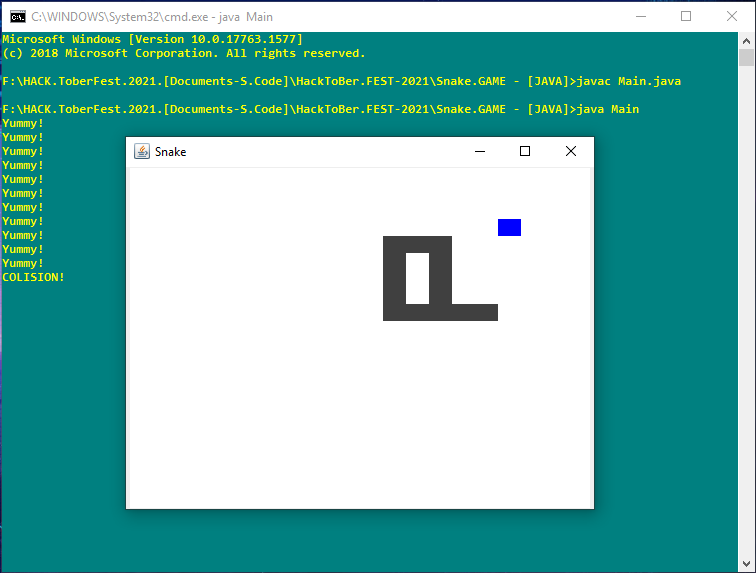 C:\WINDOWS\System32\cmd.exe - java  Main
Microsoft Windows [Version 10.0.17763.1577]
(c) 2018 Microsoft Corporation. All rights reserved.
F:\HACK.ToberFest.2021.[Documents-S.Code]\HackToBer.FEST-2021\Snake.GAME - [JAVA]>javac Main.java
F:\HACK.ToberFest.2021.[Documents-S.Code]\HackToBer.FEST-2021\Snake.GAME - [JAVA]>java Main
Yummy!
Yummy!
Yummy!
Yummy!
Yummy!
Yummy!
Yummy!
Yummy!
Yummy!
Yummy!
Yummy!
COLISION!
Snake